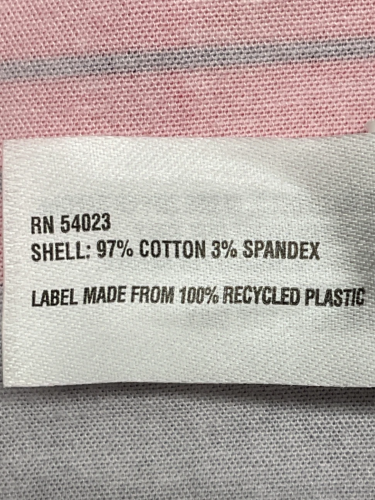 RN 54023
SHELL: 97% COTTON 3% SPANDEX
LABEL MADE FROM 100% RECYCLED PLASTIC